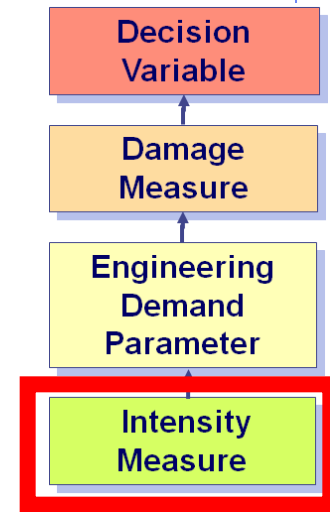 Decision
Variable
Damage
Measure
Engineering
Demand
Parameter
Intensity
Measure